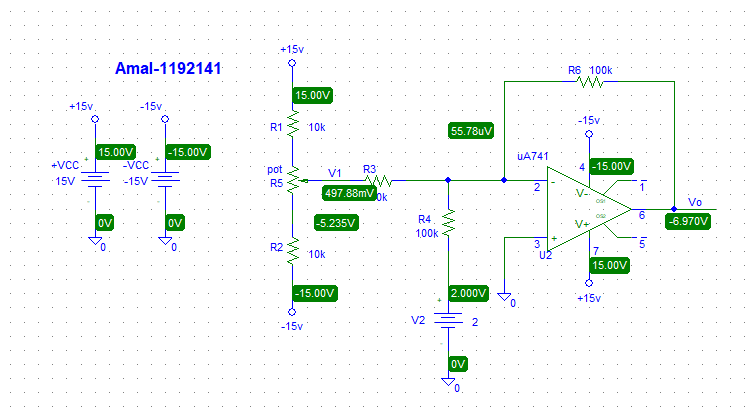 Amal-1192141
+15v
-15v
15.00V
-15.00V
+VCC
15V
-VCC
-15V
+
-
+
-
0V
0V
0
0
+15v
15.00V
R1
10k
pot
R5
V1
497.88mV
-5.235V
R2
10k
-15.00V
-15v
R3
0k
55.78uV
R4
100k
2.000V
+
V2
2
-
0V
0
R6
100k
-15v
uA741
4
-15.00V
2
-
V-
1
OS1
OS2
6
Vo
-6.970V
3
+
V+
5
U2
7
15.00V
0
+15v